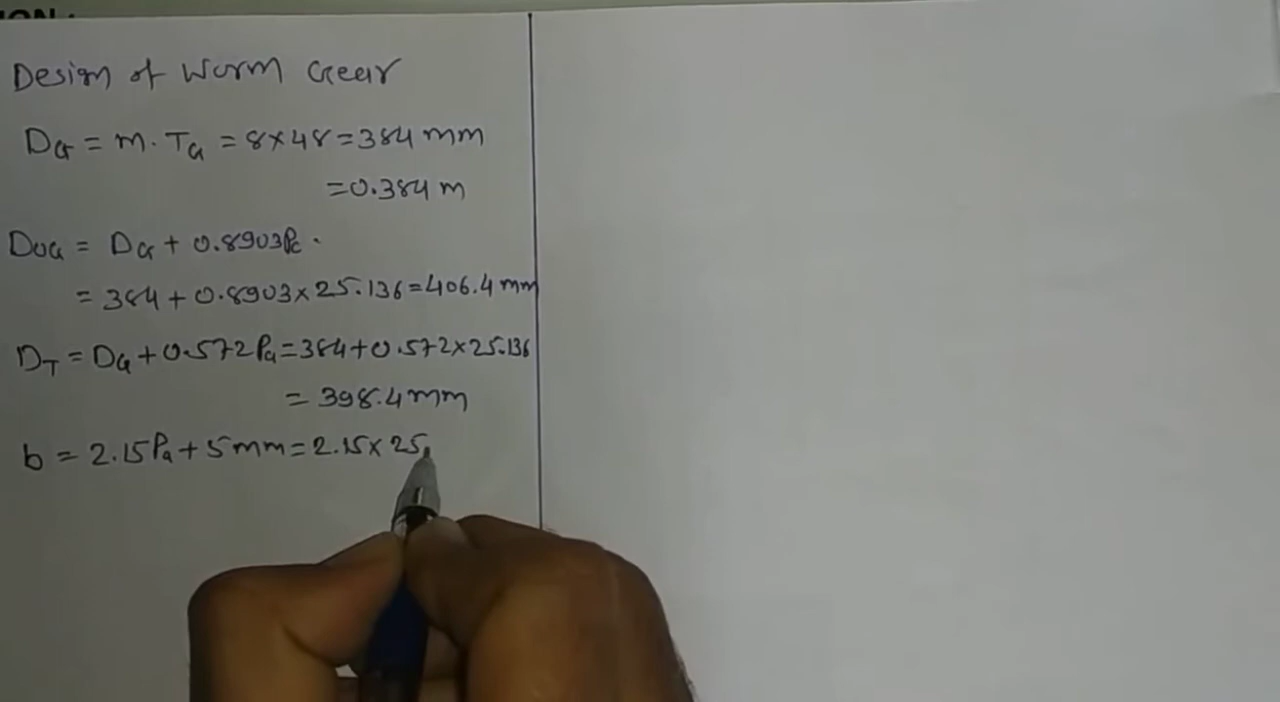 ION :
Design of Worm Gear
DG = m. TG = 8×48 = 384 mm
= 0.384 m
DOG = DG + 0.8903Pc .
= 384 + 0.8903×25.136 = 406.4 mm
DT = DG + 0.572Pa = 384 + 0.572×25.136
= 398.4 mm
b = 2.15Pa + 5mm = 2.15×25.